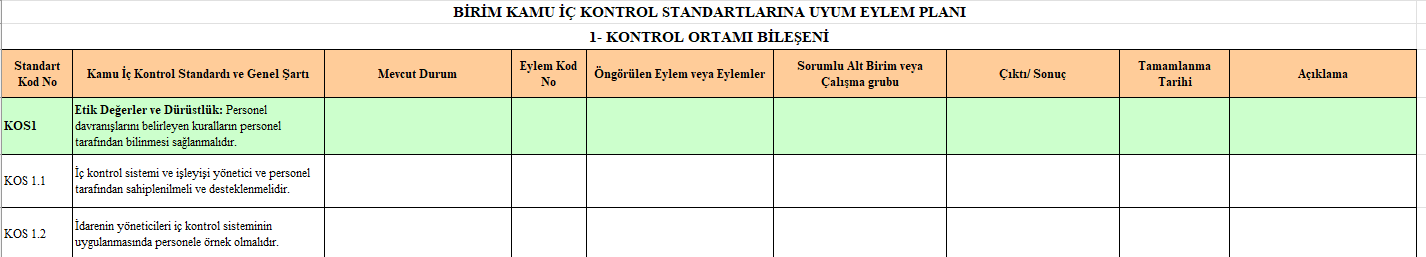 BİRİM KAMU İÇ KONTROL STANDARTLARINA UYUM EYLEM PLANI
1- KONTROL ORTAMI BİLEŞENİ
Standart
Kod No
Kamu İç Kontrol Standardı ve Genel Şartı
Mevcut Durum
Eylem Kod
No
Öngörülen Eylem veya Eylemler
Sorumlu Alt Birim veya
Çalışma grubu
Çıktı/ Sonuç
Tamamlanma
Tarihi
Açıklama
KOS1
Etik Değerler ve Dürüstlük: Personel
davranışlarını belirleyen kuralların personel
tarafından bilinmesi sağlanmalıdır.
KOS 1.1
İç kontrol sistemi ve işleyişi yönetici ve personel
tarafından sahiplenilmeli ve desteklenmelidir.
KOS 1.2
İdarenin yöneticileri iç kontrol sisteminin
uygulanmasında personele örnek olmalıdır.